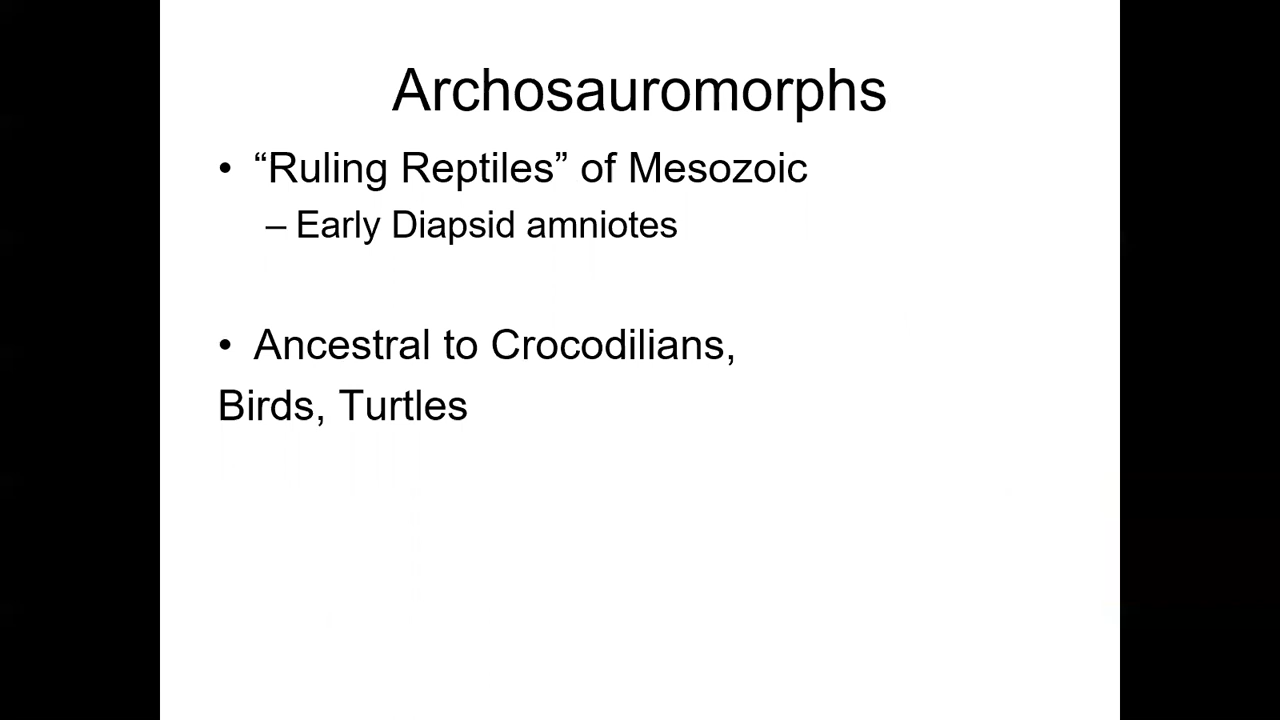 Archosauromorphs
• “Ruling Reptiles” of Mesozoic
– Early Diapsid amniotes
• Ancestral to Crocodilians,
Birds, Turtles